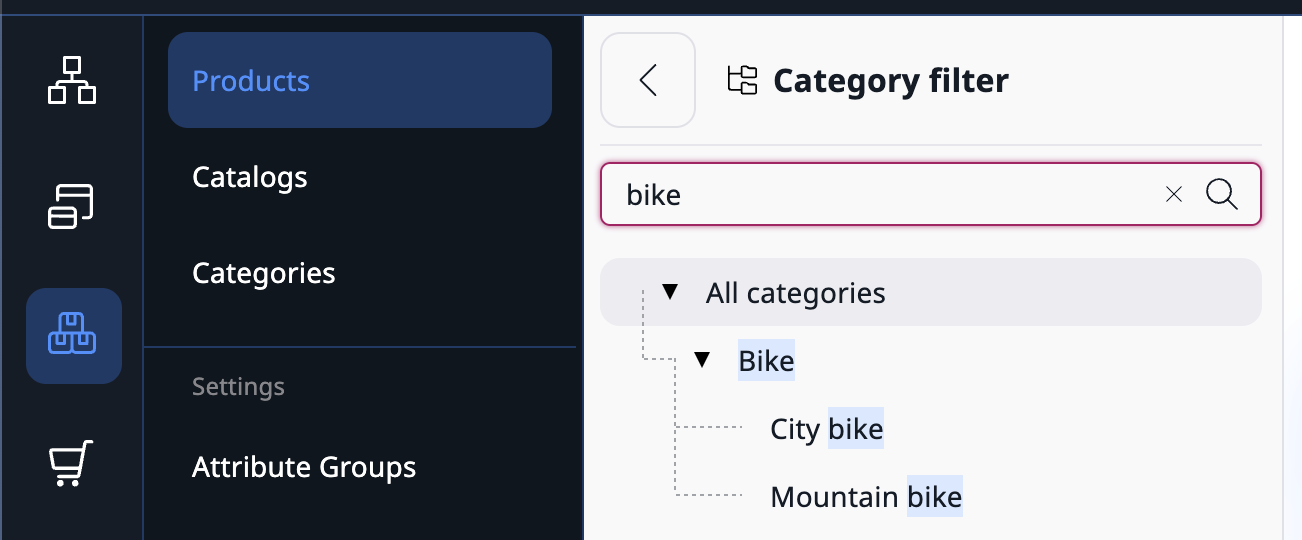 Products
Catalogs
Categories
Settings
Attribute Groups
Category filter
bike
All categories
Bike
City bike
Mountain bike